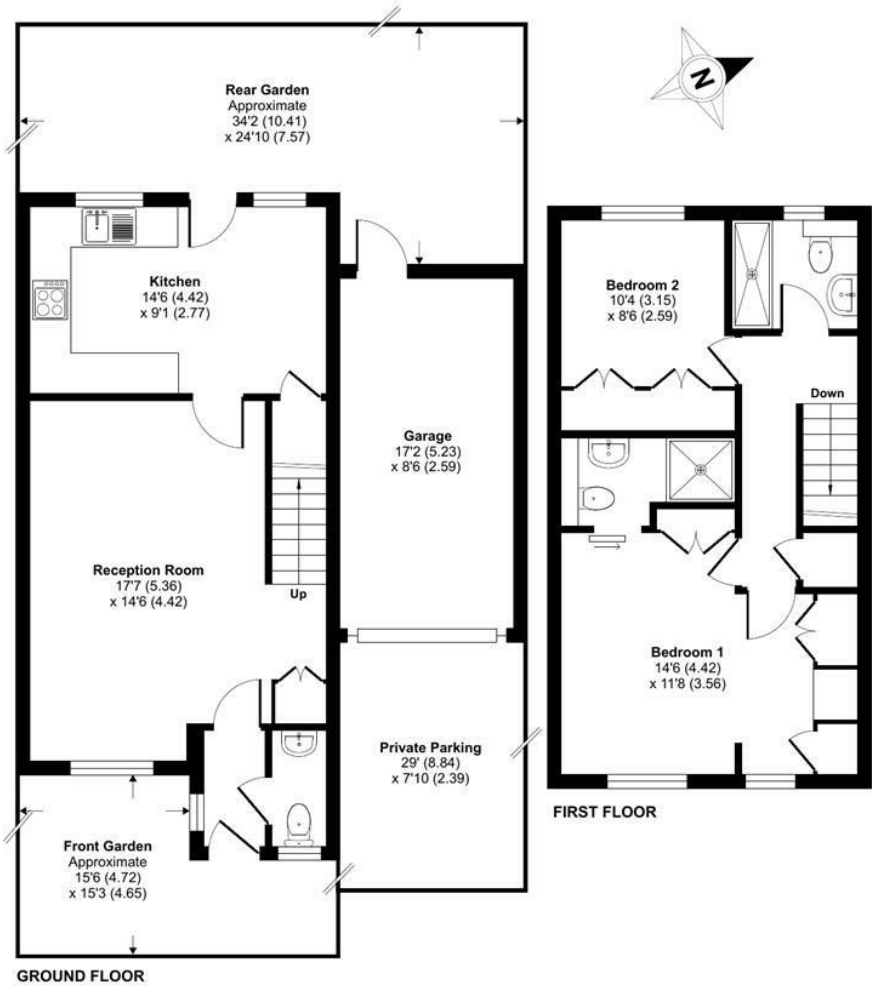 Rear Garden
Approximate
34'2 (10.41)
x 24'10 (7.57)
N
Kitchen
14'6 (4.42)
x 9'1 (2.77)
Bedroom 2
10'4 (3.15)
x 8'6 (2.59)
Down
Garage
17'2 (5.23)
x 8'6 (2.59)
Reception Room
17'7 (5.36)
x 14'6 (4.42)
Up
Bedroom 1
14'6 (4.42)
x 11'8 (3.56)
Private Parking
29' (8.84)
x 7'10 (2.39)
FIRST FLOOR
Front Garden
Approximate
15'6 (4.72)
x 15'3 (4.65)
GROUND FLOOR